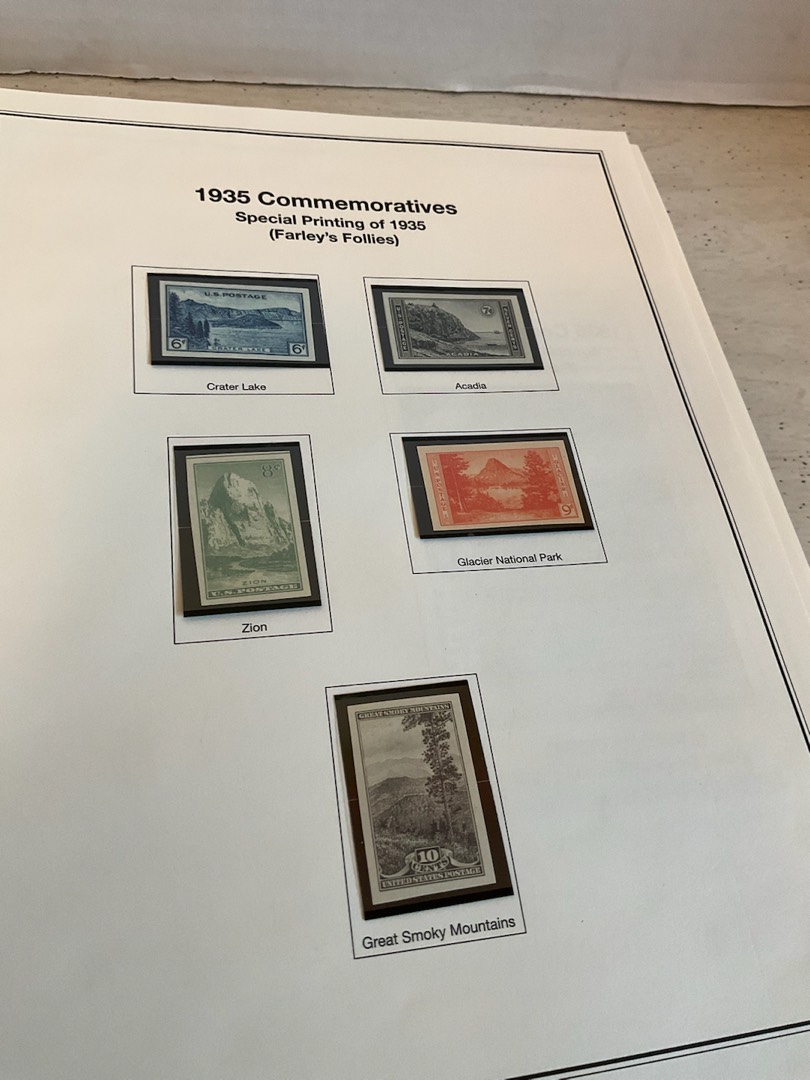 1935 Commemoratives
Special Printing of 1935
(Farley's Follies)
U.S. POSTAGE
6¢ 6¢
CRATER LAKE
Crater Lake
7¢
ACADIA
Acadia
8¢
ZION
U.S. POSTAGE
Zion
9¢
Glacier National Park
GREAT SMOKY MOUNTAINS
10
CENTS
UNITED STATES POSTAGE
Great Smoky Mountains